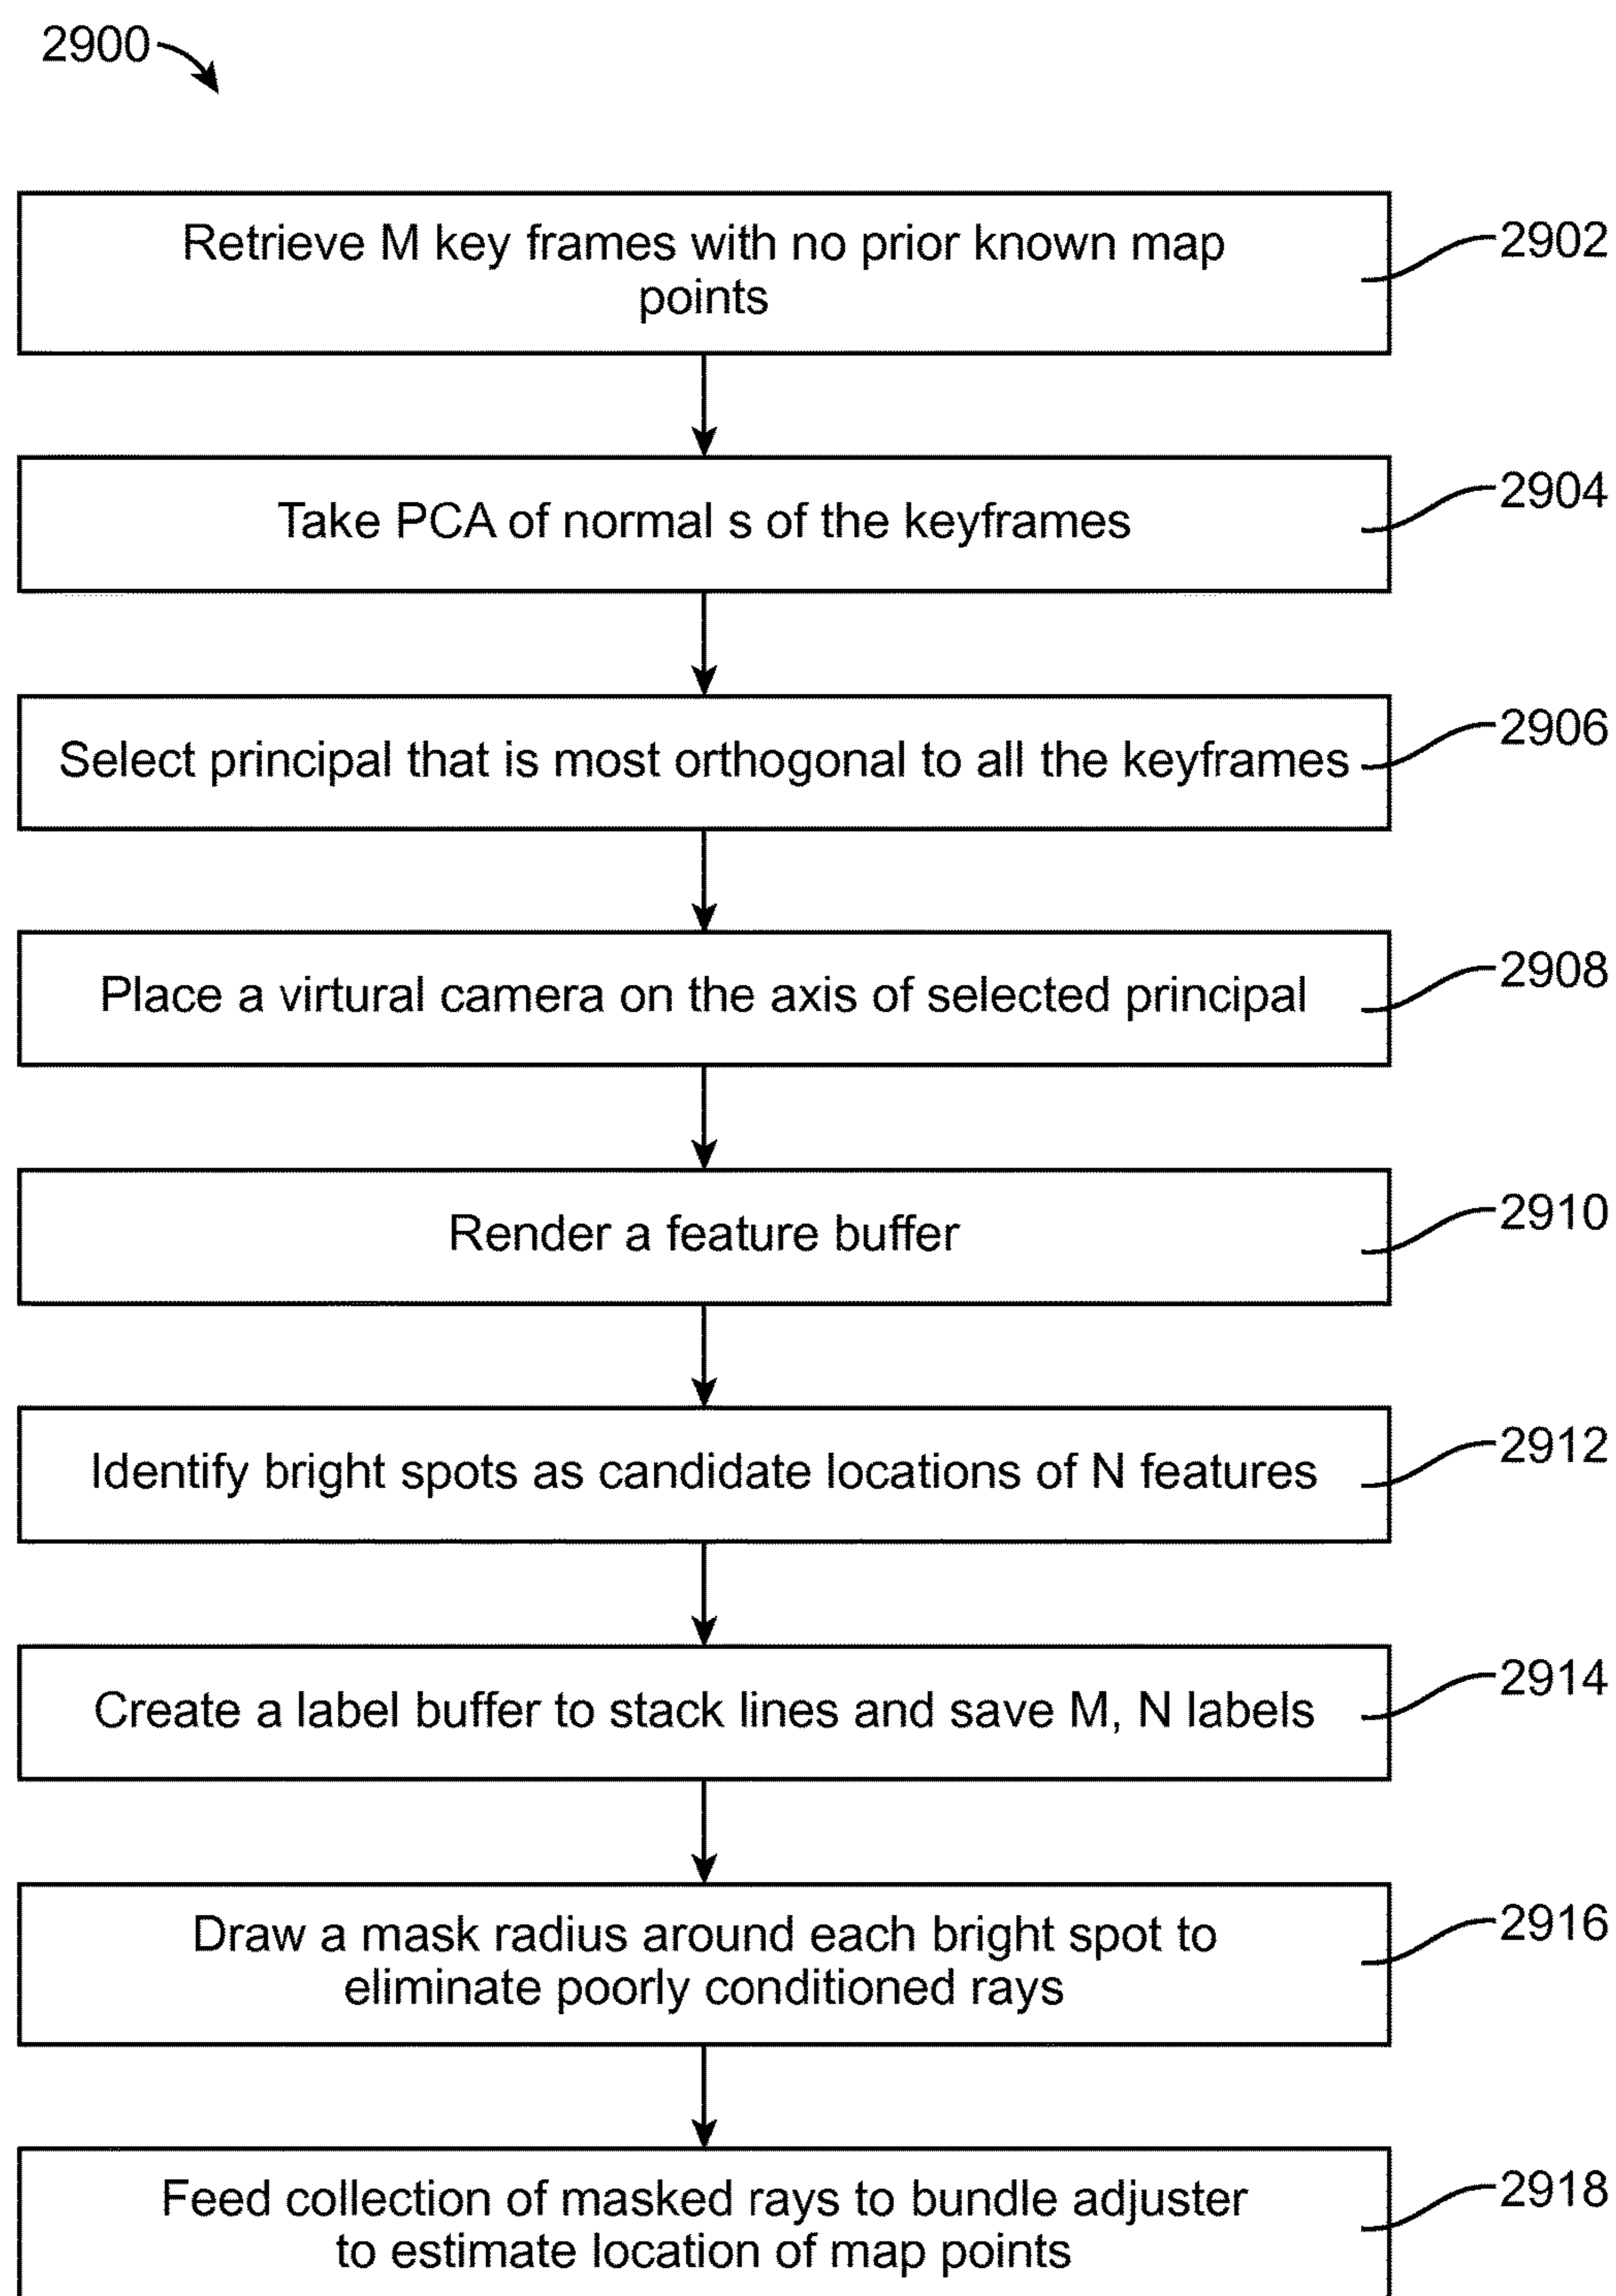 2900
Retrieve M key frames with no prior known map
points
2902
Take PCA of normal s of the keyframes
2904
Select principal that is most orthogonal to all the keyframes
2906
Place a virtural camera on the axis of selected principal
2908
Render a feature buffer
2910
Identify bright spots as candidate locations of N features
2912
Create a label buffer to stack lines and save M, N labels
2914
Draw a mask radius around each bright spot to
eliminate poorly conditioned rays
2916
Feed collection of masked rays to bundle adjuster
to estimate location of map points
2918